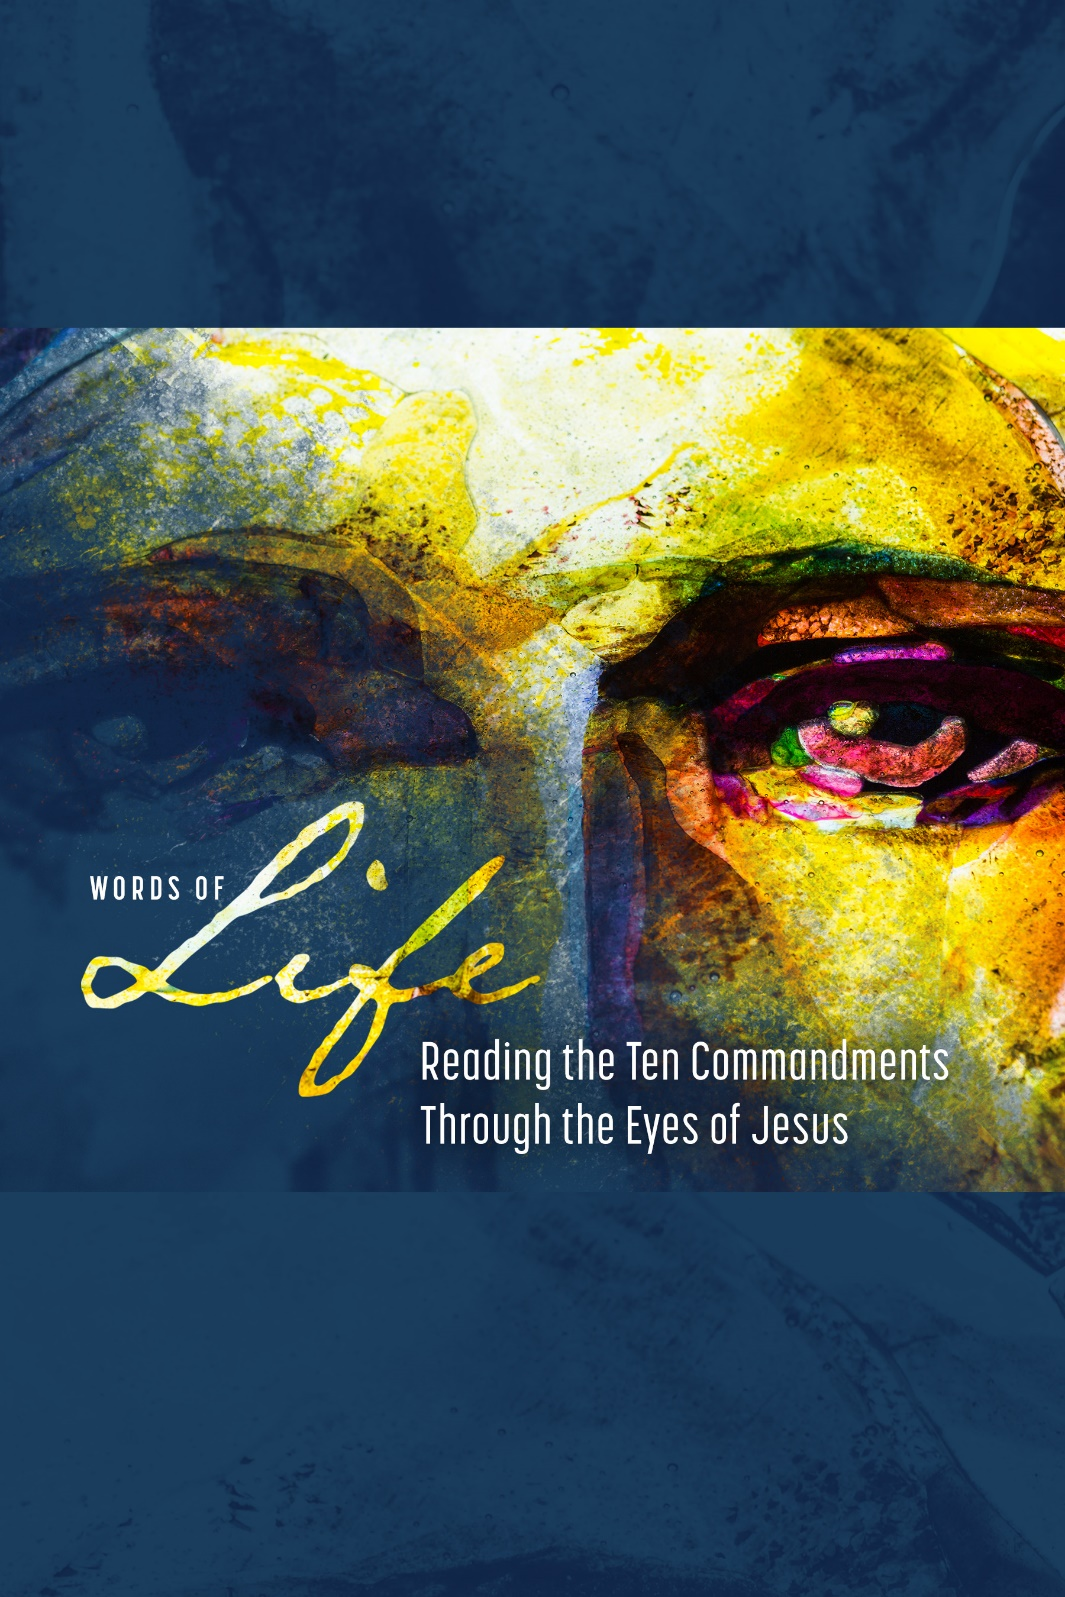 WORDS OF
Life
Reading the Ten Commandments
Through the Eyes of Jesus